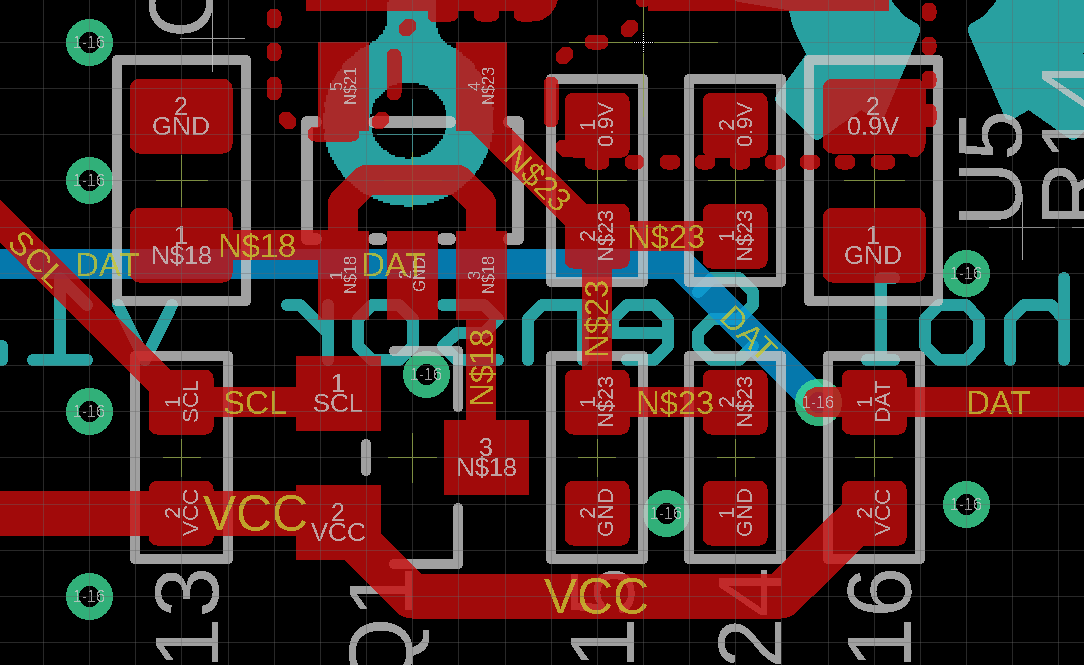 1-16
5
N$21
4
N$23
2
GND
1
0.9V
2
0.9V
2
0.9V
U5
1-16
N$23
1
N$18
N$18
2
N$23
N$23
1
N$23
1
GND
SCL
DAT
1
N$18
DAT
2
GND
3
N$18
1-16
N$23
DAT
N$18
1-16
1-16
1
SCL
SCL
1
SCL
1
N$23
N$23
2
N$23
1-16
1
DAT
DAT
3
N$18
2
VCC
VCC
2
VCC
2
GND
1-16
1
GND
2
VCC
1-16
1-16
VCC
13
Q1
24
16